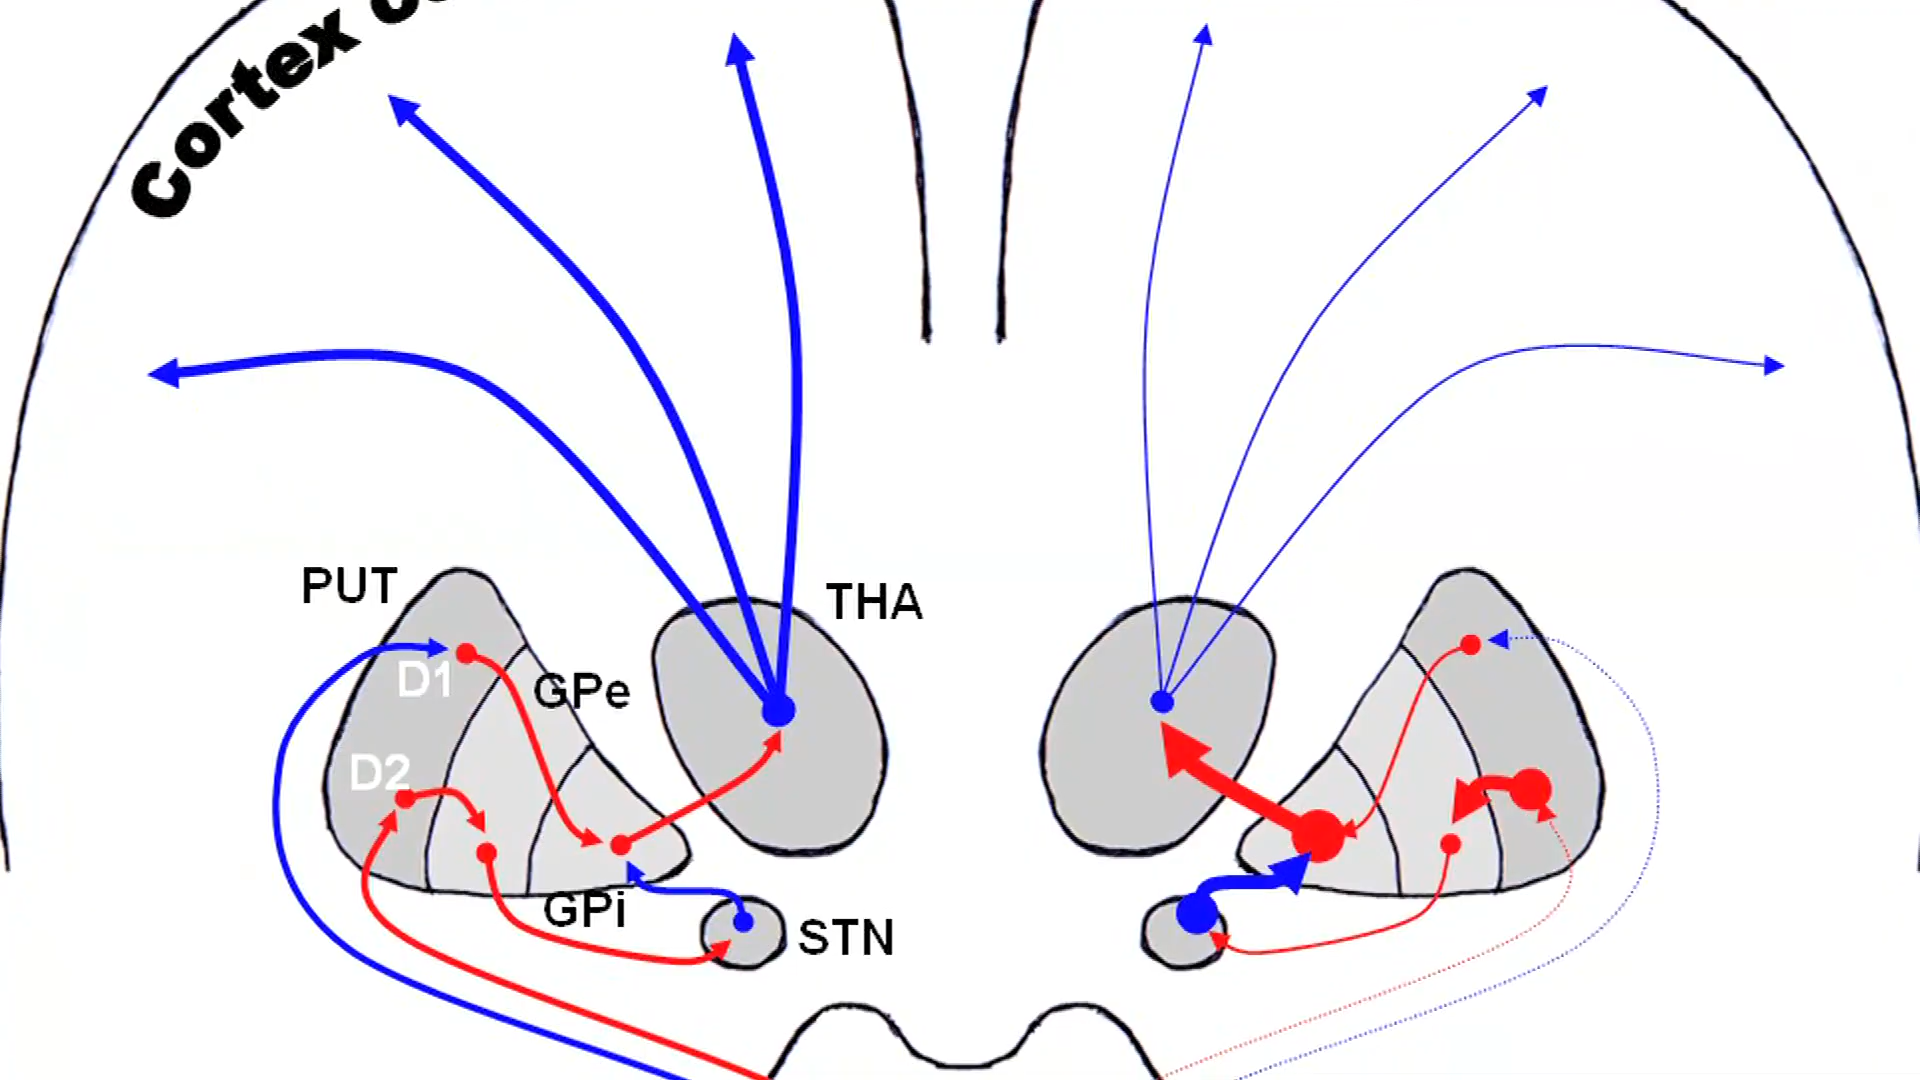 Cortex
PUT
THA
D1
GPe
D2
GPi
STN